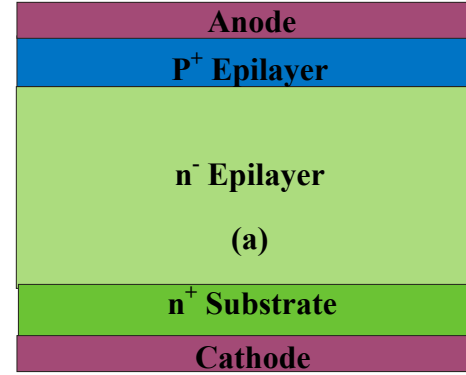 Anode
P⁺ Epilayer
n⁻ Epilayer
(a)
n⁺ Substrate
Cathode